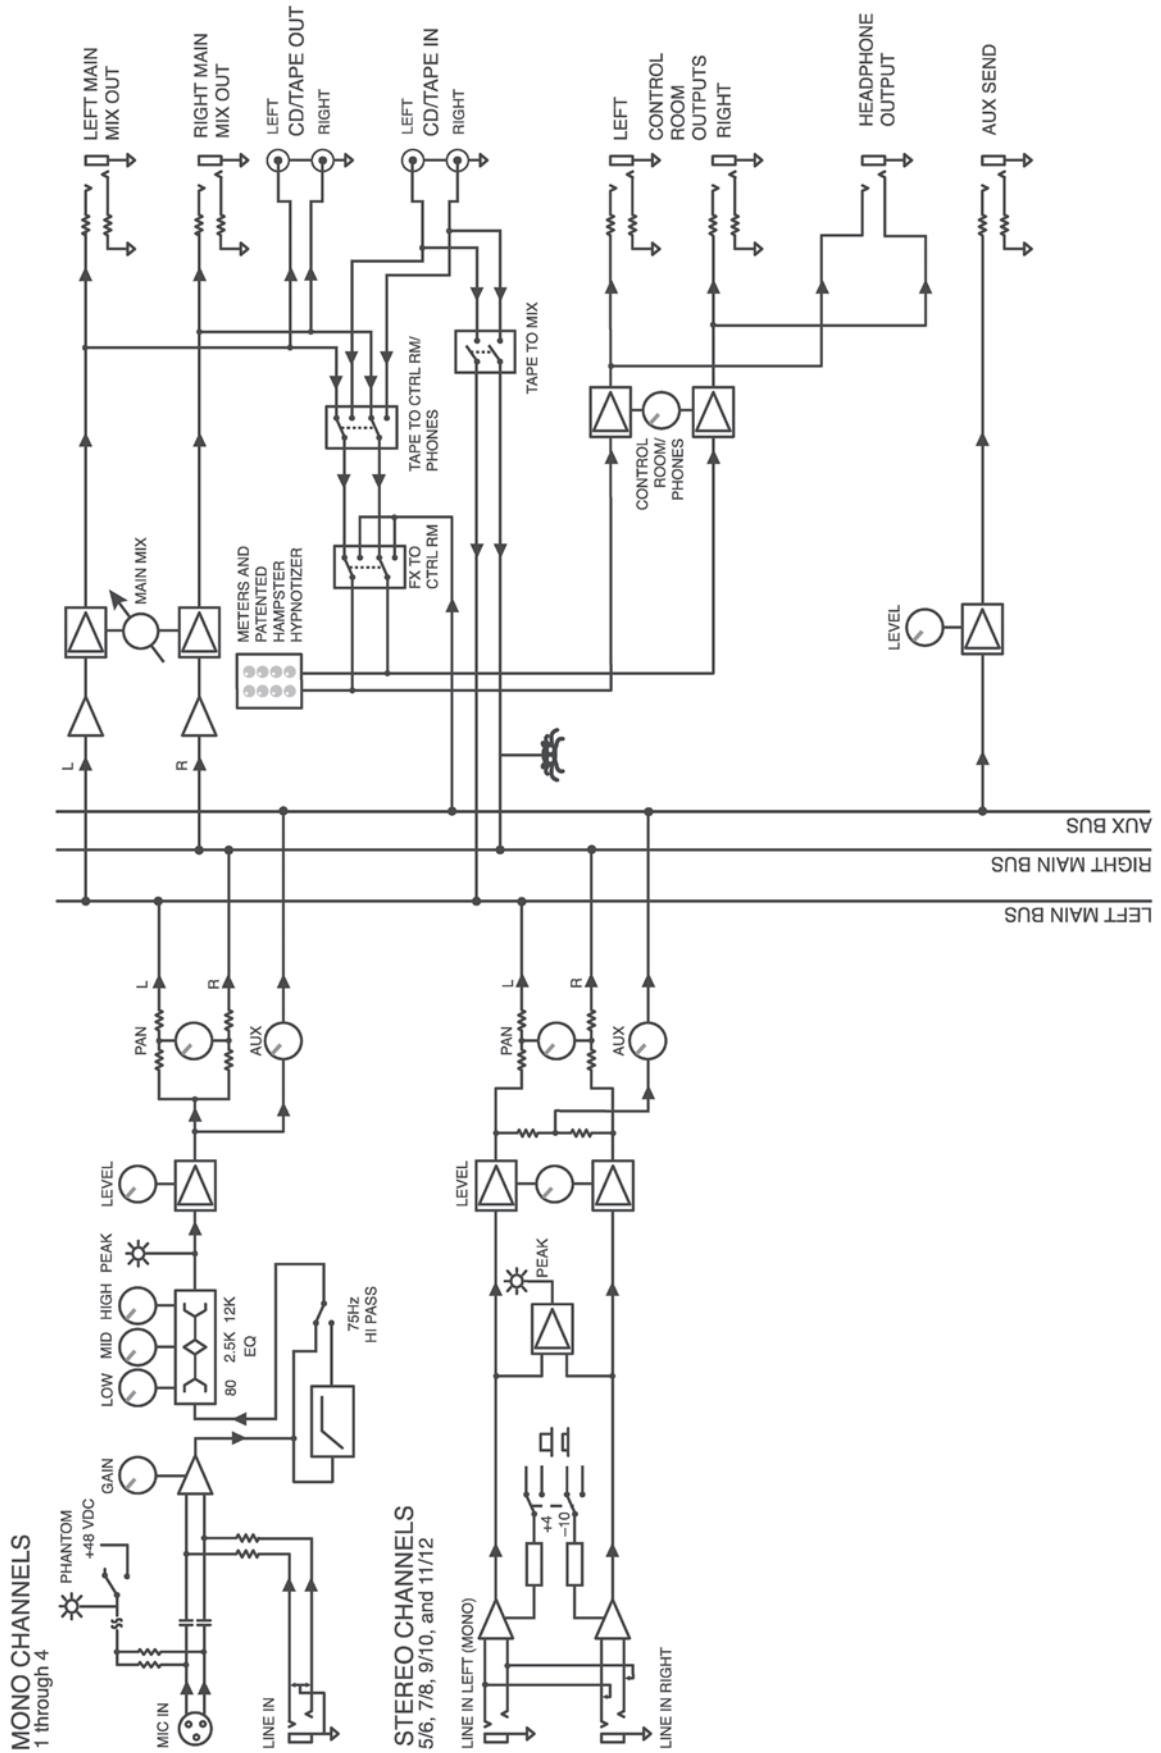 MONO CHANNELS
1 through 4
PHANTOM
+48 VDC
MIC IN
LINE IN
GAIN
LOW
MID
HIGH
PEAK
80
2.5K
12K
EQ
75Hz
HI PASS
LEVEL
PAN
AUX
L
R
STEREO CHANNELS
5/6, 7/8, 9/10, and 11/12
LINE IN LEFT (MONO)
LINE IN RIGHT
+4
–10
PEAK
LEVEL
PAN
AUX
L
R
LEFT MAIN BUS
RIGHT MAIN BUS
AUX BUS
L
R
MAIN MIX
METERS AND
PATENTED
HAMPSTER
HYPNOTIZER
FX TO
CTRL RM
TAPE TO CTRL RM/
PHONES
TAPE TO MIX
CONTROL
ROOM/
PHONES
LEVEL
LEFT MAIN
MIX OUT
RIGHT MAIN
MIX OUT
LEFT
CD/TAPE OUT
RIGHT
LEFT
CD/TAPE IN
RIGHT
LEFT
CONTROL
ROOM
OUTPUTS
RIGHT
HEADPHONE
OUTPUT
AUX SEND